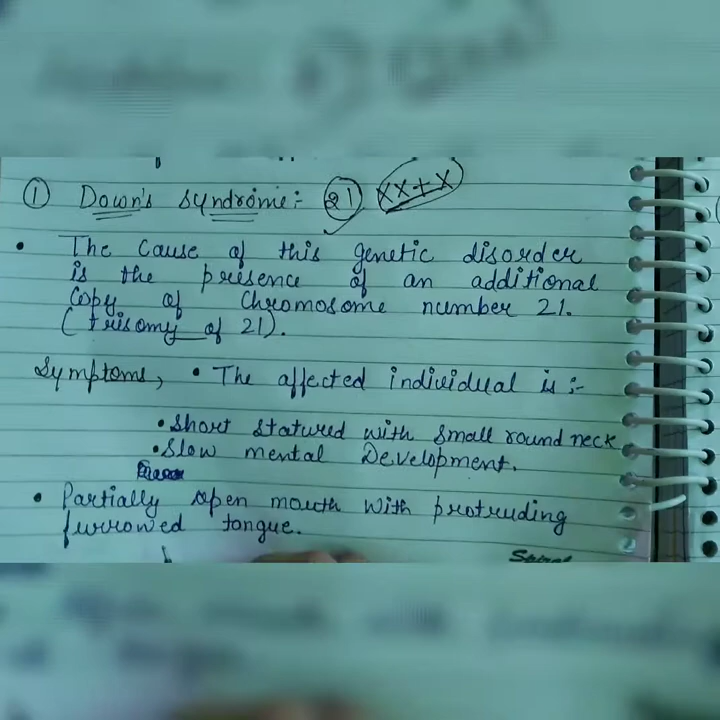 ① Down's Syndrome:- 21 XX+X
• The Cause of this genetic disorder
is the presence of an additional
Copy of Chromosome number 21.
(Trisomy of 21).
Symptoms, • The affected individual is :-
• Short statured with small round neck
• Slow mental Development.
• Partially open mouth with protruding
furrowed tongue.
Spiral